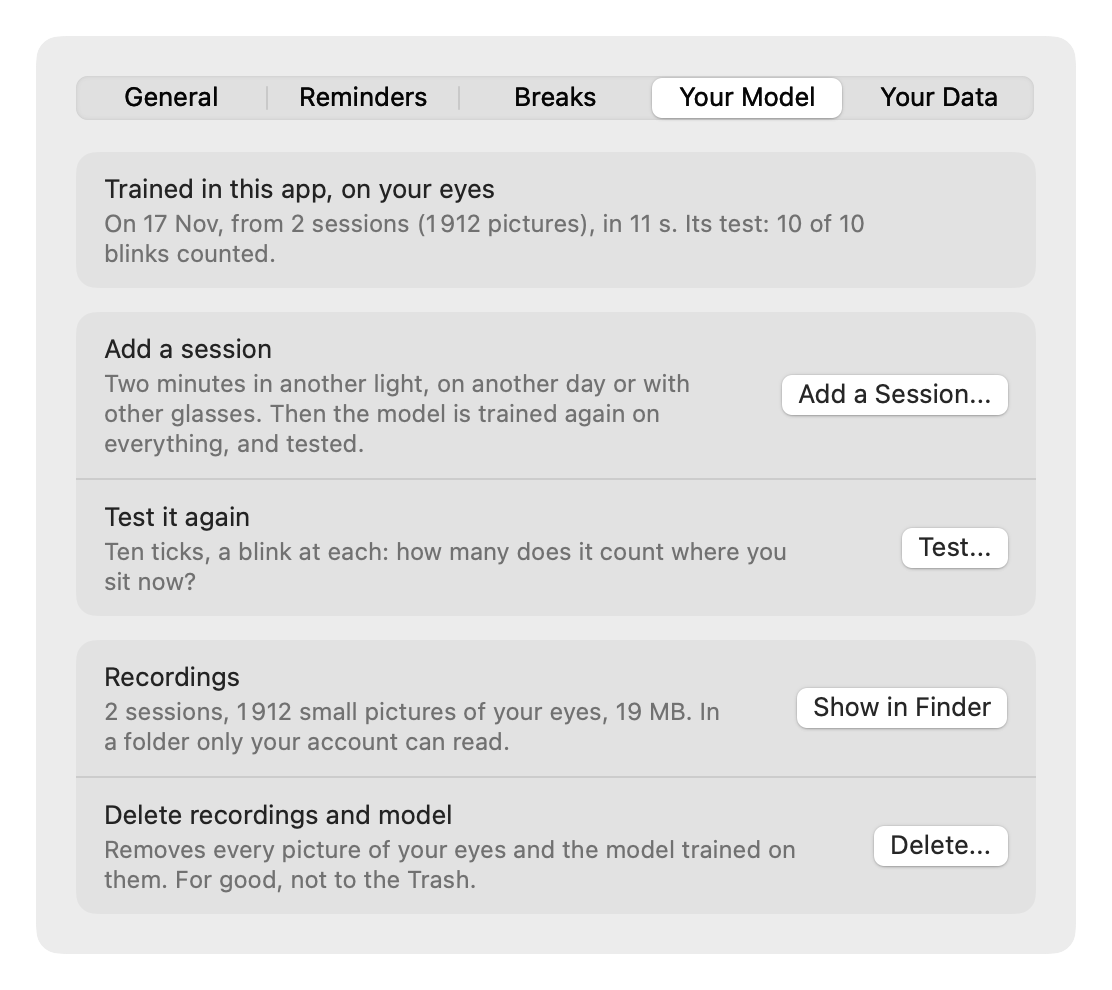 General
Reminders
Breaks
Your Model
Your Data
Trained in this app, on your eyes
On 17 Nov, from 2 sessions (1 912 pictures), in 11 s. Its test: 10 of 10
blinks counted.
Add a session
Two minutes in another light, on another day or with
other glasses. Then the model is trained again on
everything, and tested.
Add a Session...
Test it again
Ten ticks, a blink at each: how many does it count where you
sit now?
Test...
Recordings
2 sessions, 1 912 small pictures of your eyes, 19 MB. In
a folder only your account can read.
Show in Finder
Delete recordings and model
Removes every picture of your eyes and the model trained on
them. For good, not to the Trash.
Delete...